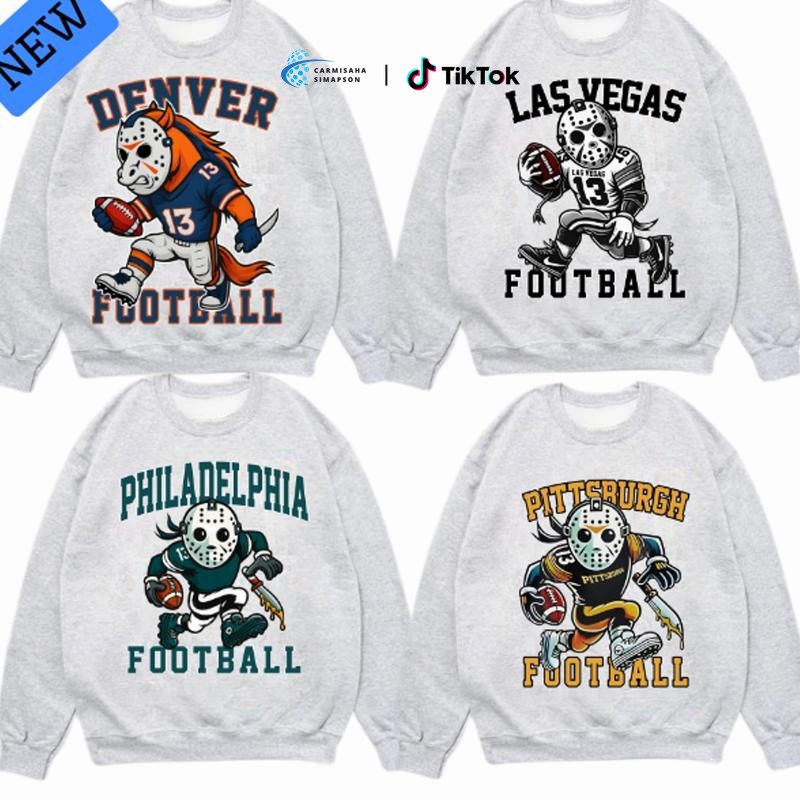 NEW
CARMISAHA
SIMAPSON
| TikTok
DENVER
13
13
FOOTBALL
LAS VEGAS
LAS VEGAS
13
FOOTBALL
PHILADELPHIA
13
FOOTBALL
PITTSBURGH
13
PITTSBURGH
FOOTBALL